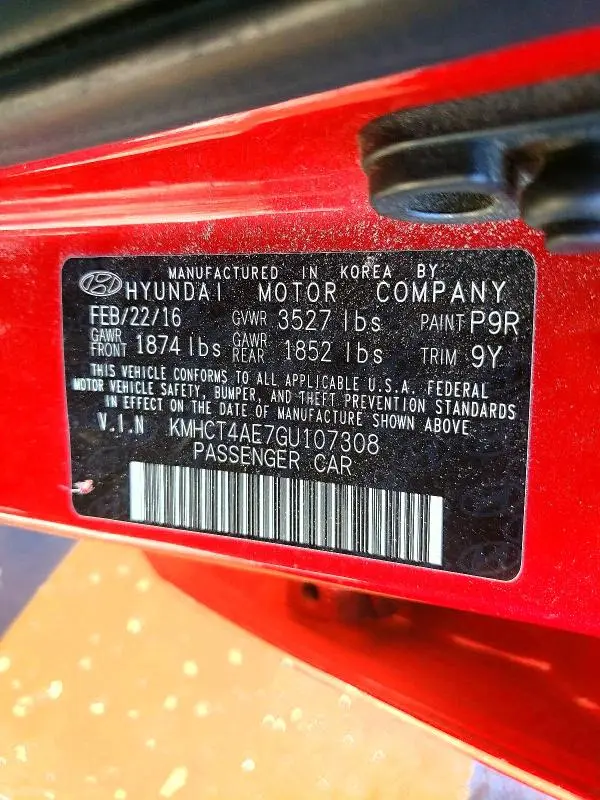 MANUFACTURED IN KOREA BY
HYUNDAI MOTOR COMPANY
FEB/22/16 GVWR 3527 lbs PAINT P9R
GAWR FRONT 1874 lbs GAWR REAR 1852 lbs TRIM 9Y
THIS VEHICLE CONFORMS TO ALL APPLICABLE U.S.A. FEDERAL
MOTOR VEHICLE SAFETY, BUMPER, AND THEFT PREVENTION STANDARDS
IN EFFECT ON THE DATE OF MANUFACTURE SHOWN ABOVE.
V.I.N KMHCT4AE7GU107308
PASSENGER CAR